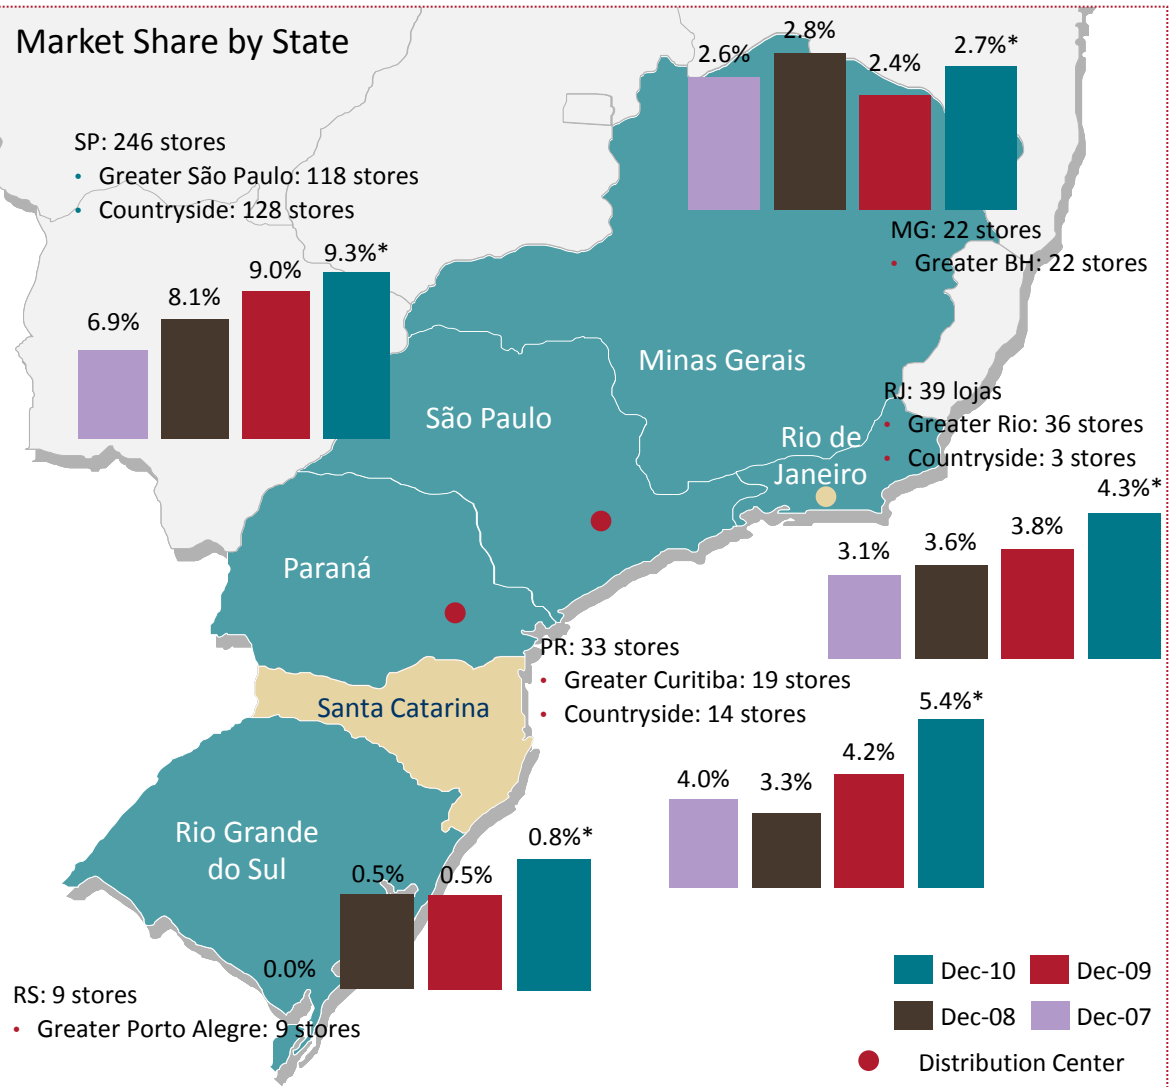 Market Share by State
2.6%
2.8%
2.4%
2.7%*
MG: 22 stores
• Greater BH: 22 stores
SP: 246 stores
• Greater São Paulo: 118 stores
• Countryside: 128 stores
6.9%
8.1%
9.0%
9.3%*
Minas Gerais
São Paulo
Rio de
Janeiro
RJ: 39 lojas
• Greater Rio: 36 stores
• Countryside: 3 stores
3.1%
3.6%
3.8%
4.3%*
Paraná
PR: 33 stores
• Greater Curitiba: 19 stores
• Countryside: 14 stores
4.0%
3.3%
4.2%
5.4%*
Santa Catarina
Rio Grande
do Sul
0.0%
0.5%
0.5%
0.8%*
RS: 9 stores
• Greater Porto Alegre: 9 stores
Dec-10
Dec-09
Dec-08
Dec-07
Distribution Center